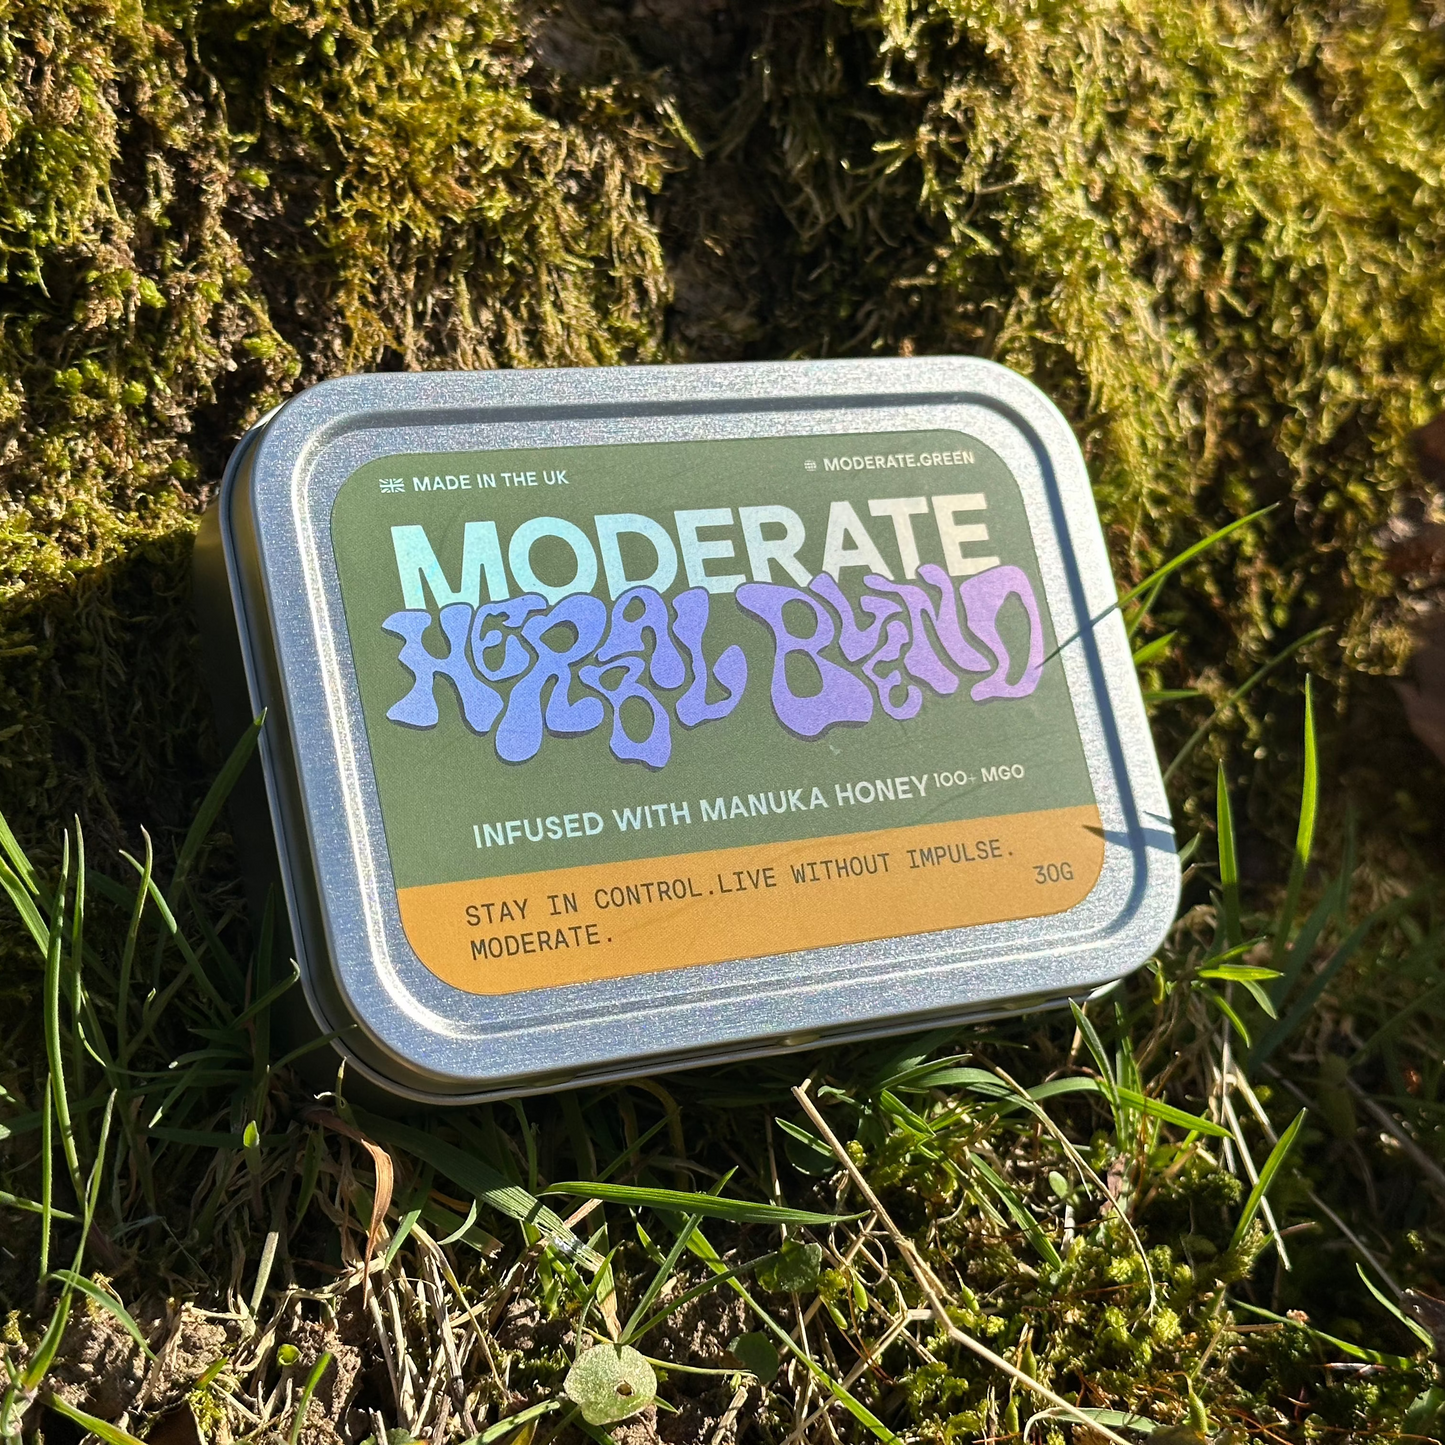 MADE IN THE UK
MODERATE.GREEN
MODERATE
HERBAL BLEND
INFUSED WITH MANUKA HONEY 100+ MGO
STAY IN CONTROL.LIVE WITHOUT IMPULSE.
MODERATE.
30G